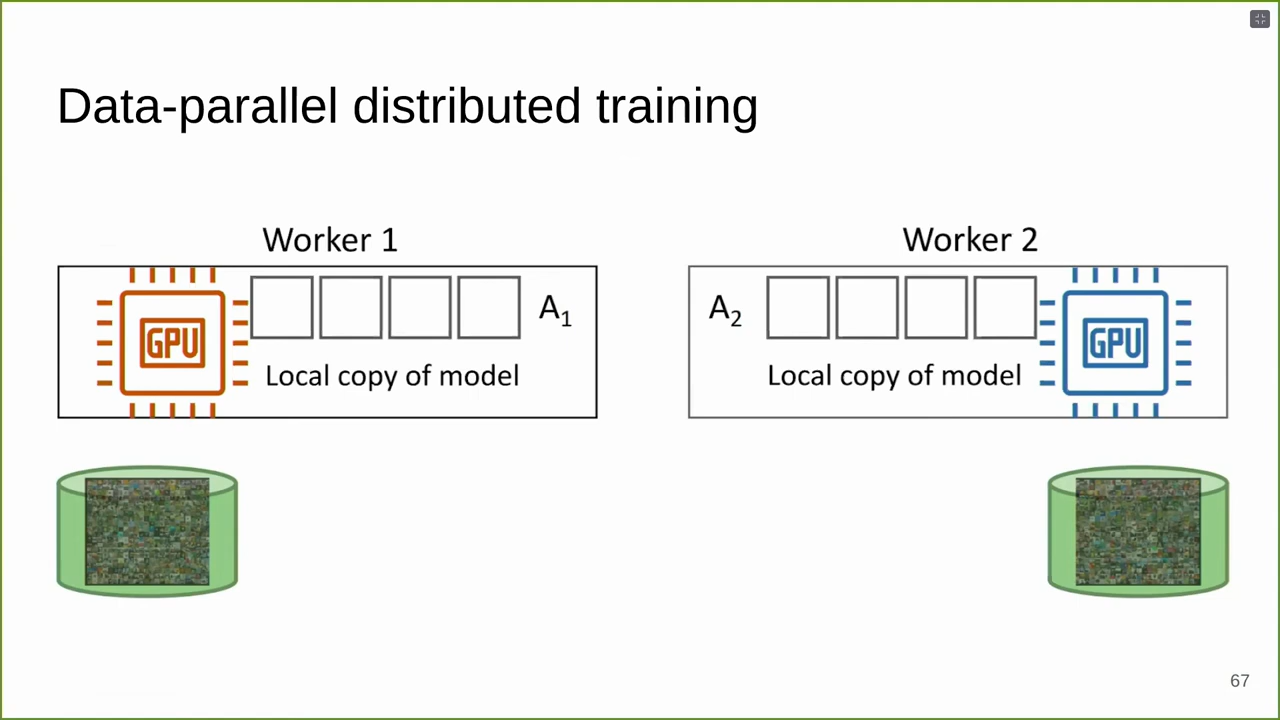 Data-parallel distributed training
Worker 1
Worker 2
GPU
A₁
Local copy of model
A₂
Local copy of model
GPU
67